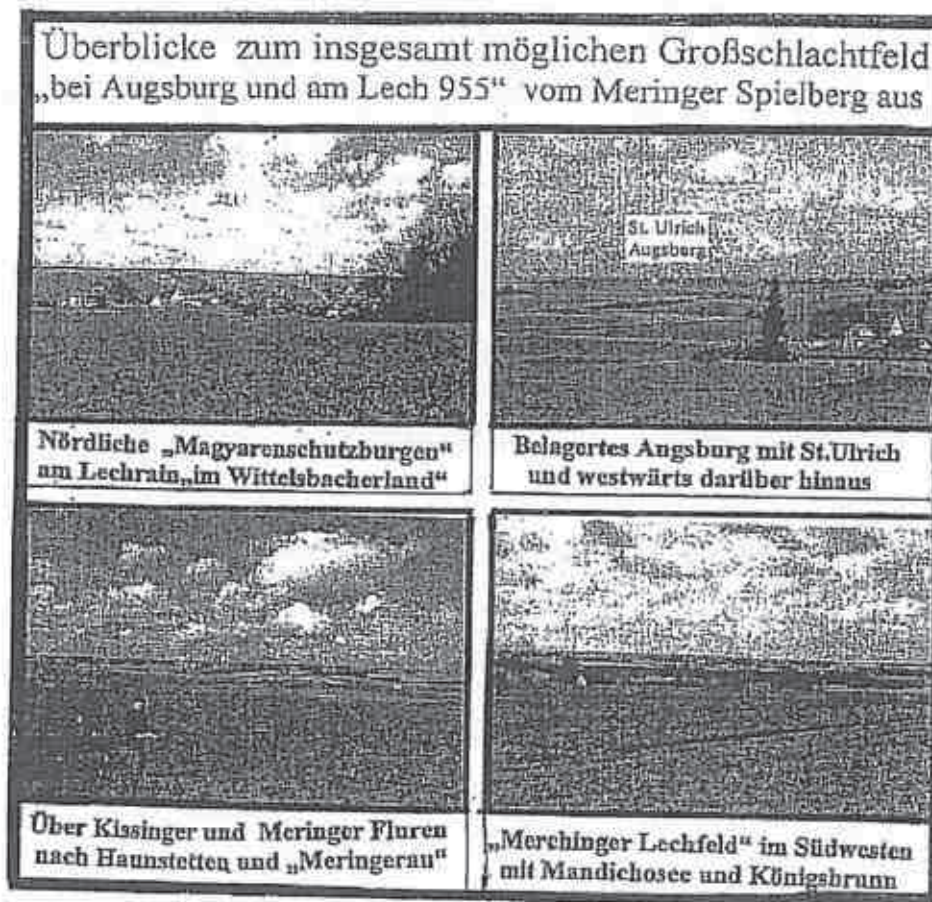 Überblicke zum insgesamt möglichen Großschlachtfeld
„bei Augsburg und am Lech 955“ vom Meringer Spielberg aus
St. Ulrich
Augsburg
Nördliche „Magyarenschutzburgen“
am Lechrain„im Wittelsbacherland“
Belagertes Angsburg mit St.Ulrich
und westwärts darüber hinaus
Über Kissinger und Meringer Fluren
nach Haunstetten und „Meringerau“
„Merchinger Lechfeld“ im Südwesten
mit Mandichosee und Königsbrunn